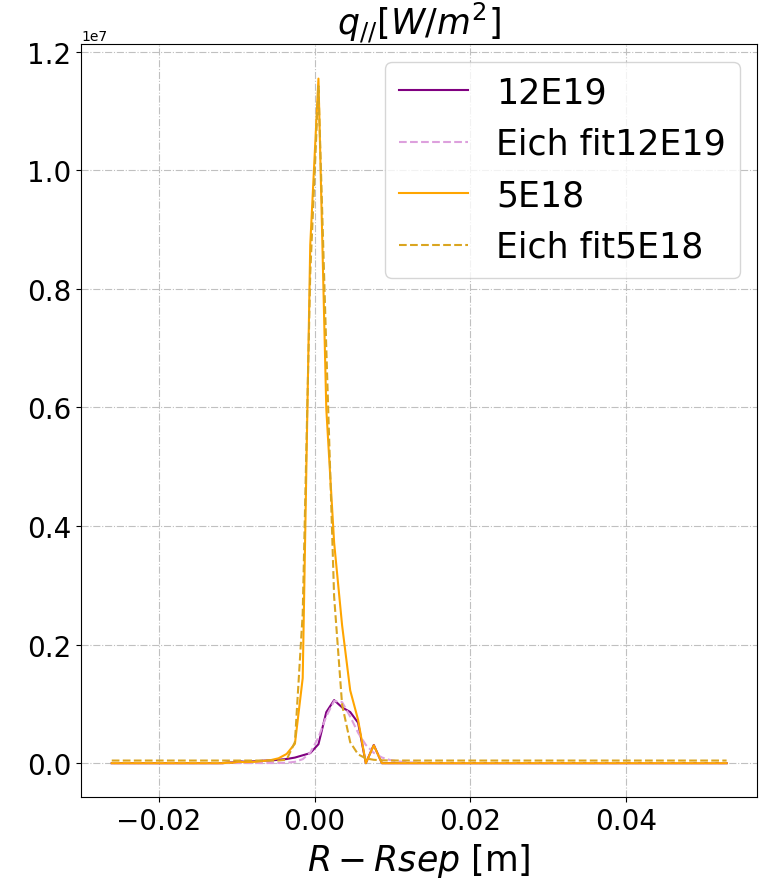 q//[W/m²]
1e7
12E19
Eich fit12E19
5E18
Eich fit5E18
1.2
1.0
0.8
0.6
0.4
0.2
0.0
−0.02 0.00 0.02 0.04
R − Rsep [m]